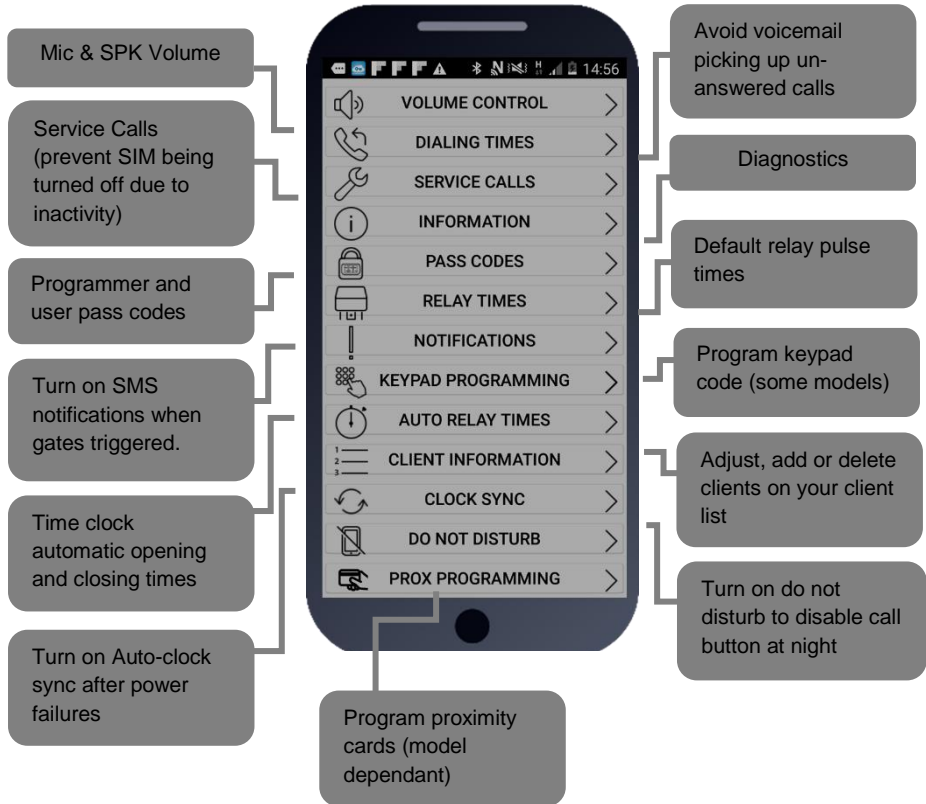 Mic & SPK Volume
Service Calls
(prevent SIM being
turned off due to
inactivity)
Programmer and
user pass codes
Turn on SMS
notifications when
gates triggered.
Time clock
automatic opening
and closing times
Turn on Auto-clock
sync after power
failures
14:56
VOLUME CONTROL
DIALING TIMES
SERVICE CALLS
INFORMATION
PASS CODES
RELAY TIMES
NOTIFICATIONS
KEYPAD PROGRAMMING
AUTO RELAY TIMES
1
2
3
CLIENT INFORMATION
CLOCK SYNC
DO NOT DISTURB
PROX PROGRAMMING
Program proximity
cards (model
dependant)
Avoid voicemail
picking up un-
answered calls
Diagnostics
Default relay pulse
times
Program keypad
code (some models)
Adjust, add or delete
clients on your client
list
Turn on do not
disturb to disable call
button at night